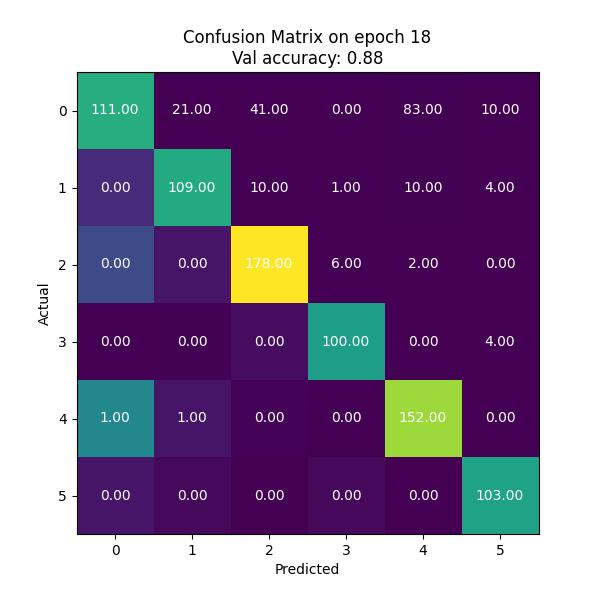 Confusion Matrix on epoch 18
Val accuracy: 0.88
0 111.00 21.00 41.00 0.00 83.00 10.00
1 0.00 109.00 10.00 1.00 10.00 4.00
2 0.00 0.00 178.00 6.00 2.00 0.00
Actual
3 0.00 0.00 0.00 100.00 0.00 4.00
4 1.00 1.00 0.00 0.00 152.00 0.00
5 0.00 0.00 0.00 0.00 0.00 103.00
0 1 2 3 4 5
Predicted